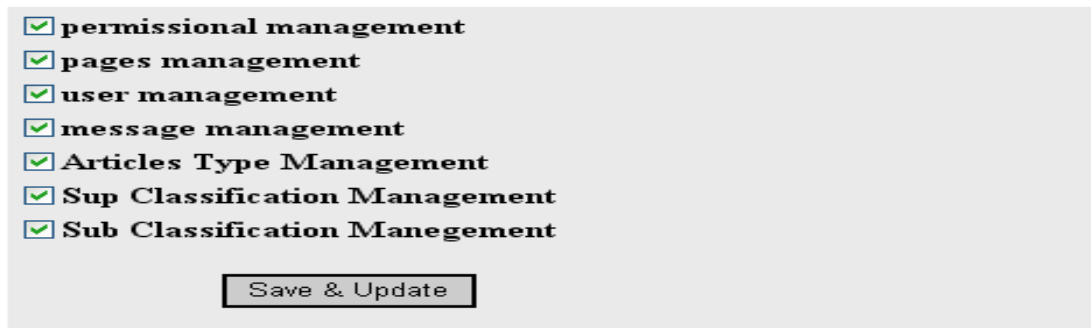 permissional management
pages management
user management
message management
Articles Type Management
Sup Classification Management
Sub Classification Manegement
Save & Update